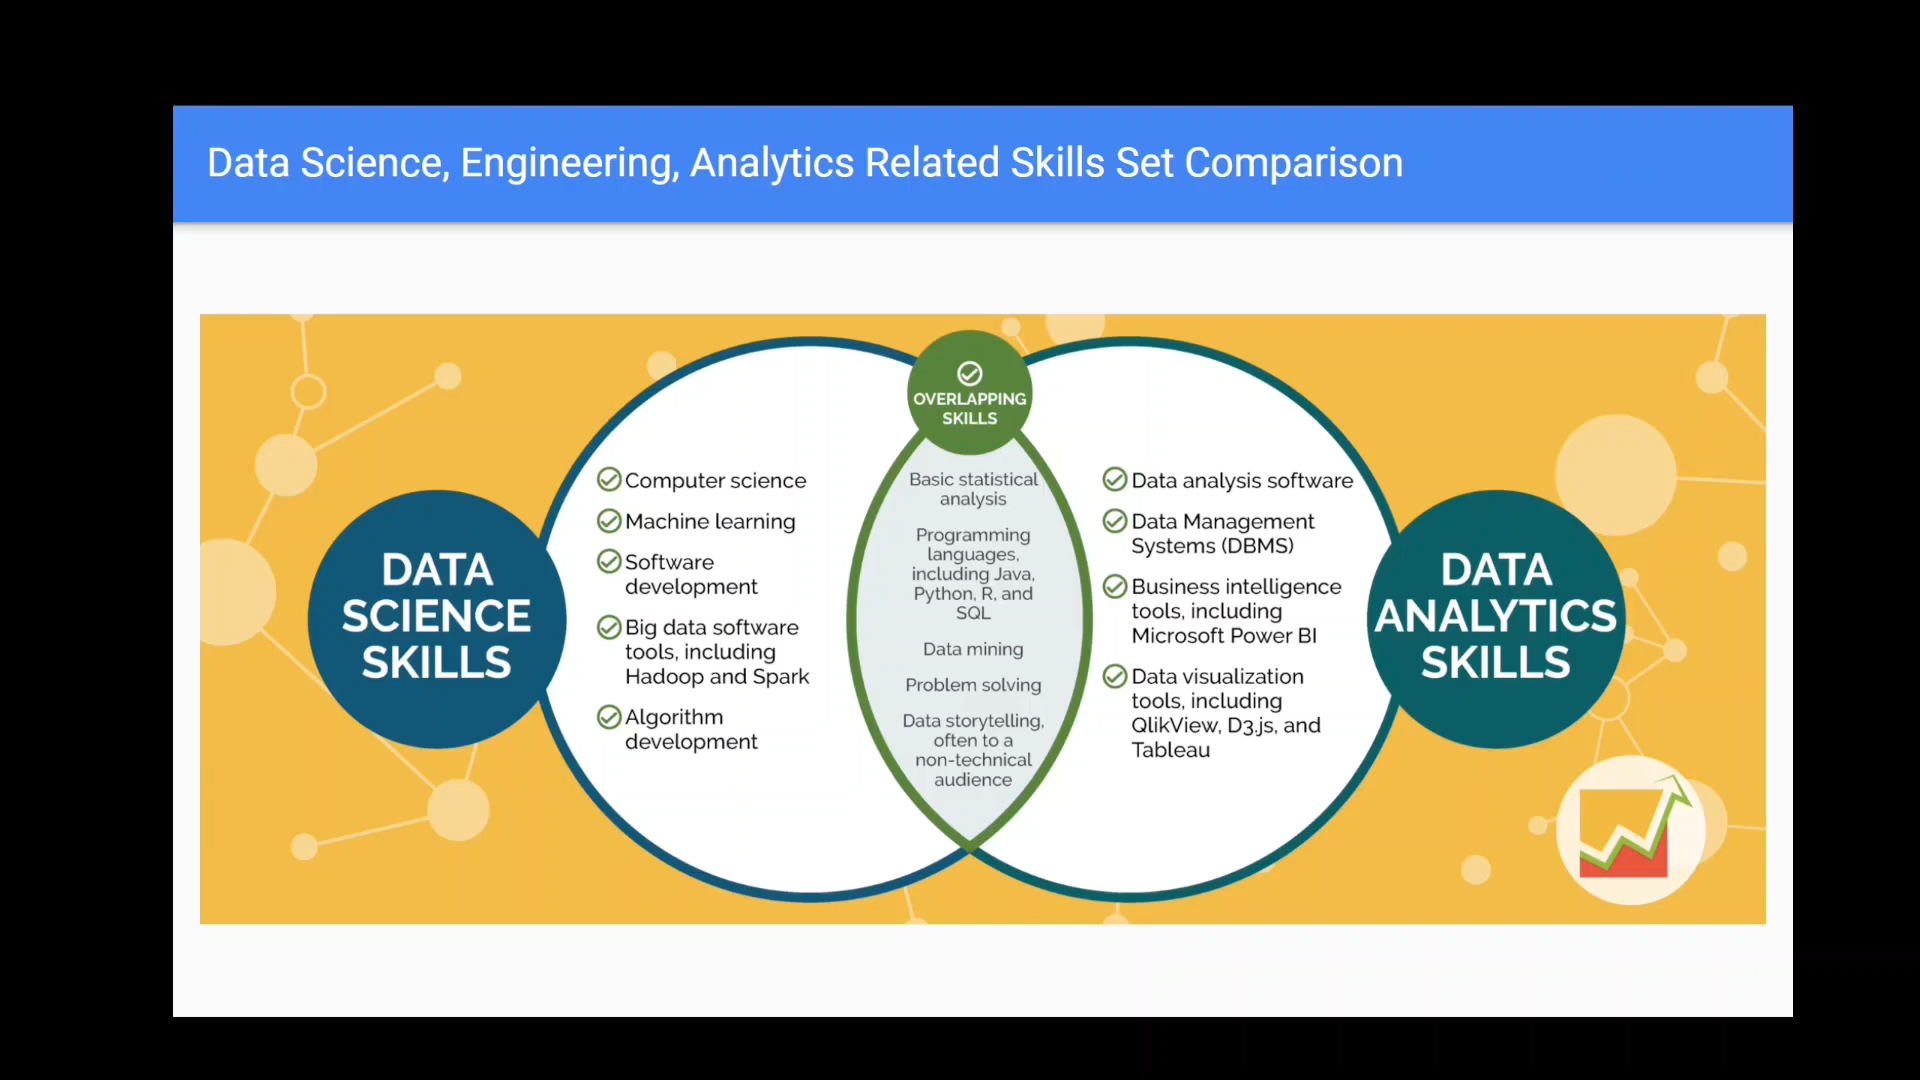 Data Science, Engineering, Analytics Related Skills Set Comparison
DATA
SCIENCE
SKILLS
Computer science
Machine learning
Software
development
Big data software
tools, including
Hadoop and Spark
Algorithm
development
OVERLAPPING
SKILLS
Basic statistical
analysis
Programming
languages,
including Java,
Python, R, and
SQL
Data mining
Problem solving
Data storytelling,
often to a
non-technical
audience
Data analysis software
Data Management
Systems (DBMS)
Business intelligence
tools, including
Microsoft Power BI
Data visualization
tools, including
QlikView, D3.js, and
Tableau
DATA
ANALYTICS
SKILLS